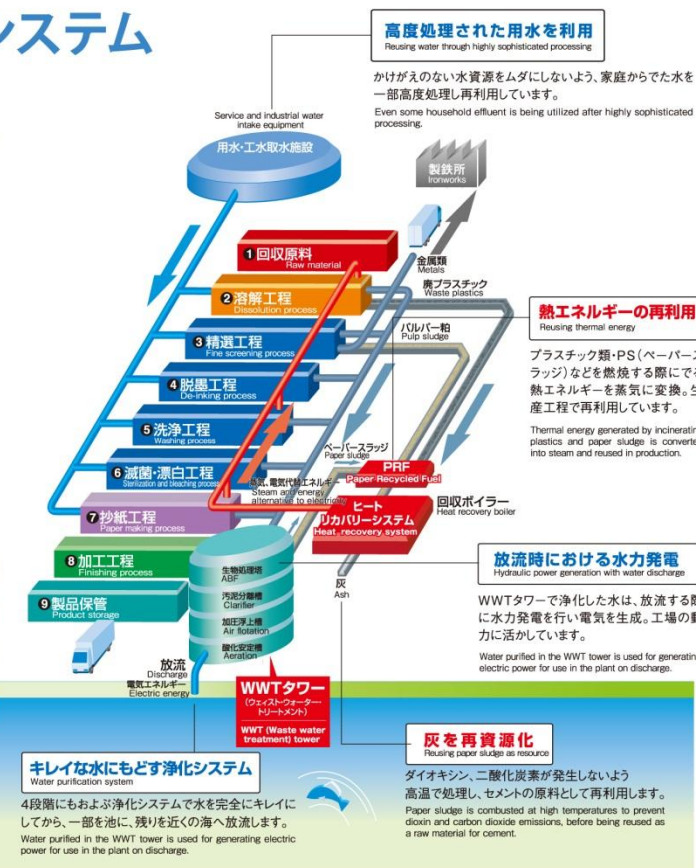 システム
高度処理された用水を利用
Reusing water through highly sophisticated processing
かけがえのない水資源をムダにしないよう、家庭からでた水を
一部高度処理し再利用しています。
Even some household effluent is being utilized after highly sophisticated
processing.
Service and industrial water
intake equipment
用水・工水取水施設
製鉄所
Ironworks
❶回収原料
Raw material
金属類
Metals
廃プラスチック
Waste plastics
❷溶解工程
Dissolution process
❸精選工程
Fine screening process
パルパー粕
Pulp sludge
❹脱墨工程
De-inking process
❺洗浄工程
Washing process
❻滅菌・漂白工程
Sterilization and bleaching process
❼抄紙工程
Paper making process
❽加工工程
Finishing process
❾製品保管
Product storage
熱エネルギーの再利用
Reusing thermal energy
プラスチック類・PS（ペーパース
ラッジ）などを燃焼する際にでる
熱エネルギーを蒸気に変換。生
産工程で再利用しています。
Thermal energy generated by incinerating
plastics and paper sludge is converted
into steam and reused in production.
ペーパースラッジ
Paper sludge
PRF
Paper Recycled Fuel
蒸気、電気代替エネルギー
Steam and energy
alternative to electricity
ヒート
リカバリーシステム
Heat recovery system
回収ボイラー
Heat recovery boiler
灰
Ash
生物処理塔
ABF
汚泥分離槽
Clarifier
加圧浮上槽
Air flotation
酸化安定槽
Aeration
放流
Discharge
電気エネルギー
Electric energy
WWTタワー
（ウェイスト・ウォーター・
トリートメント）
WWT (Waste water
treatment) tower
放流時における水力発電
Hydraulic power generation with water discharge
WWTタワーで浄化した水は、放流する際
に水力発電を行い電気を生成。工場の動
力に活かしています。
Water purified in the WWT tower is used for generating
electric power for use in the plant on discharge.
灰を再資源化
Reusing paper sludge as resource
ダイオキシン、二酸化炭素が発生しないよう
高温で処理し、セメントの原料として再利用します。
Paper sludge is combusted at high temperatures to prevent
dioxin and carbon dioxide emissions, before being reused as
a raw material for cement.
キレイな水にもどす浄化システム
Water purification system
4段階にもおよぶ浄化システムで水を完全にキレイに
してから、一部を池に、残りを近くの海へ放流します。
Water purified in the WWT tower is used for generating electric
power for use in the plant on discharge.